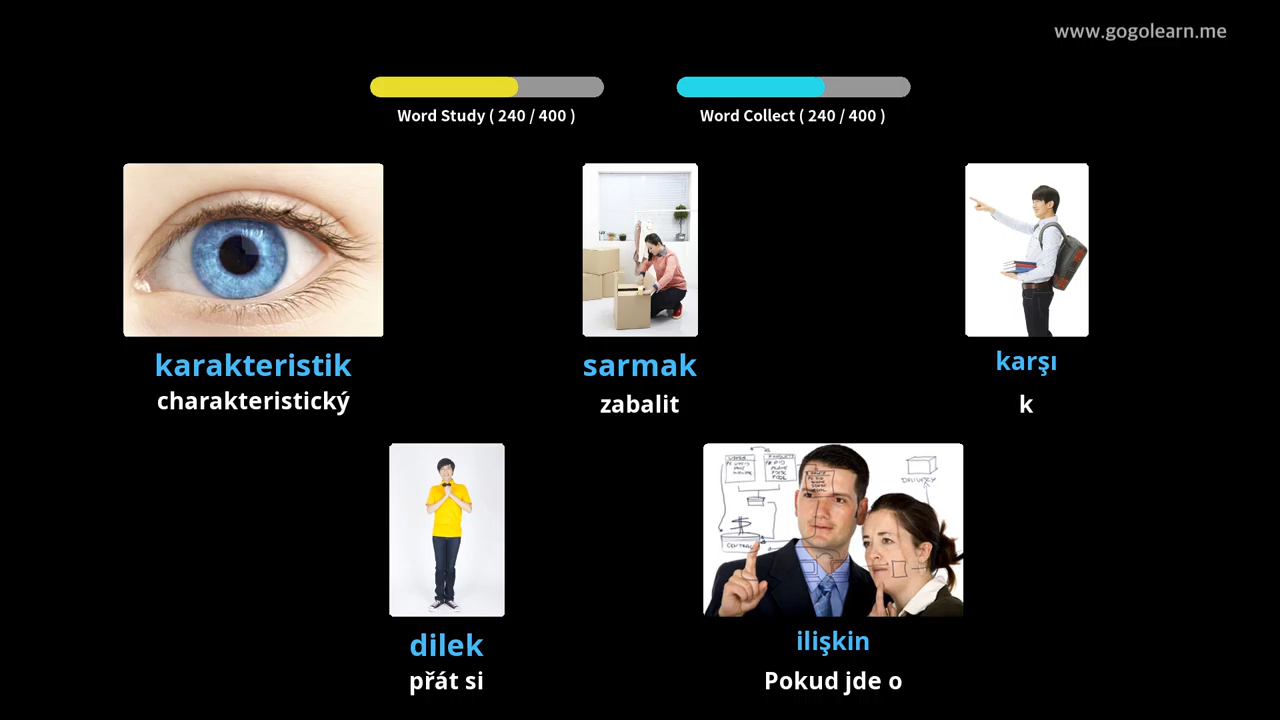 www.gogolearn.me
Word Study ( 240 / 400 )
Word Collect ( 240 / 400 )
karakteristik
charakteristický
sarmak
zabalit
karşı
k
dilek
přát si
DELIVERY
ilişkin
Pokud jde o